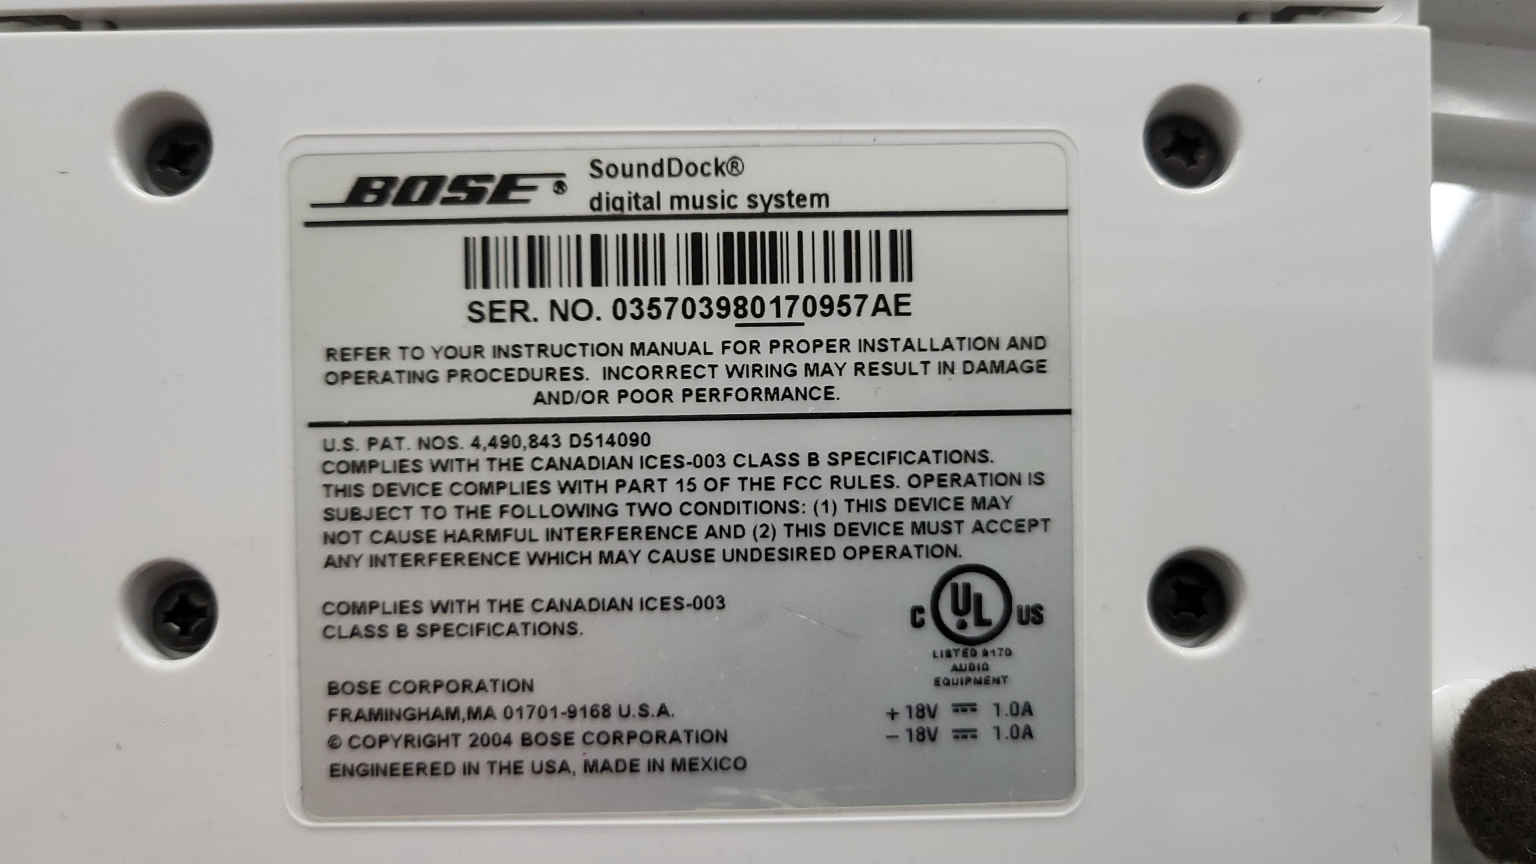 BOSE®
SoundDock®
digital music system
SER. NO. 035703980170957AE
REFER TO YOUR INSTRUCTION MANUAL FOR PROPER INSTALLATION AND
OPERATING PROCEDURES. INCORRECT WIRING MAY RESULT IN DAMAGE
AND/OR POOR PERFORMANCE.
U.S. PAT. NOS. 4,490,843 D514090
COMPLIES WITH THE CANADIAN ICES-003 CLASS B SPECIFICATIONS.
THIS DEVICE COMPLIES WITH PART 15 OF THE FCC RULES. OPERATION IS
SUBJECT TO THE FOLLOWING TWO CONDITIONS: (1) THIS DEVICE MAY
NOT CAUSE HARMFUL INTERFERENCE AND (2) THIS DEVICE MUST ACCEPT
ANY INTERFERENCE WHICH MAY CAUSE UNDESIRED OPERATION.
COMPLIES WITH THE CANADIAN ICES-003
CLASS B SPECIFICATIONS.
C UL US
LISTED 9170
AUDIO
EQUIPMENT
BOSE CORPORATION
FRAMINGHAM,MA 01701-9168 U.S.A.
© COPYRIGHT 2004 BOSE CORPORATION
ENGINEERED IN THE USA, MADE IN MEXICO
+18V ⎓ 1.0A
−18V ⎓ 1.0A